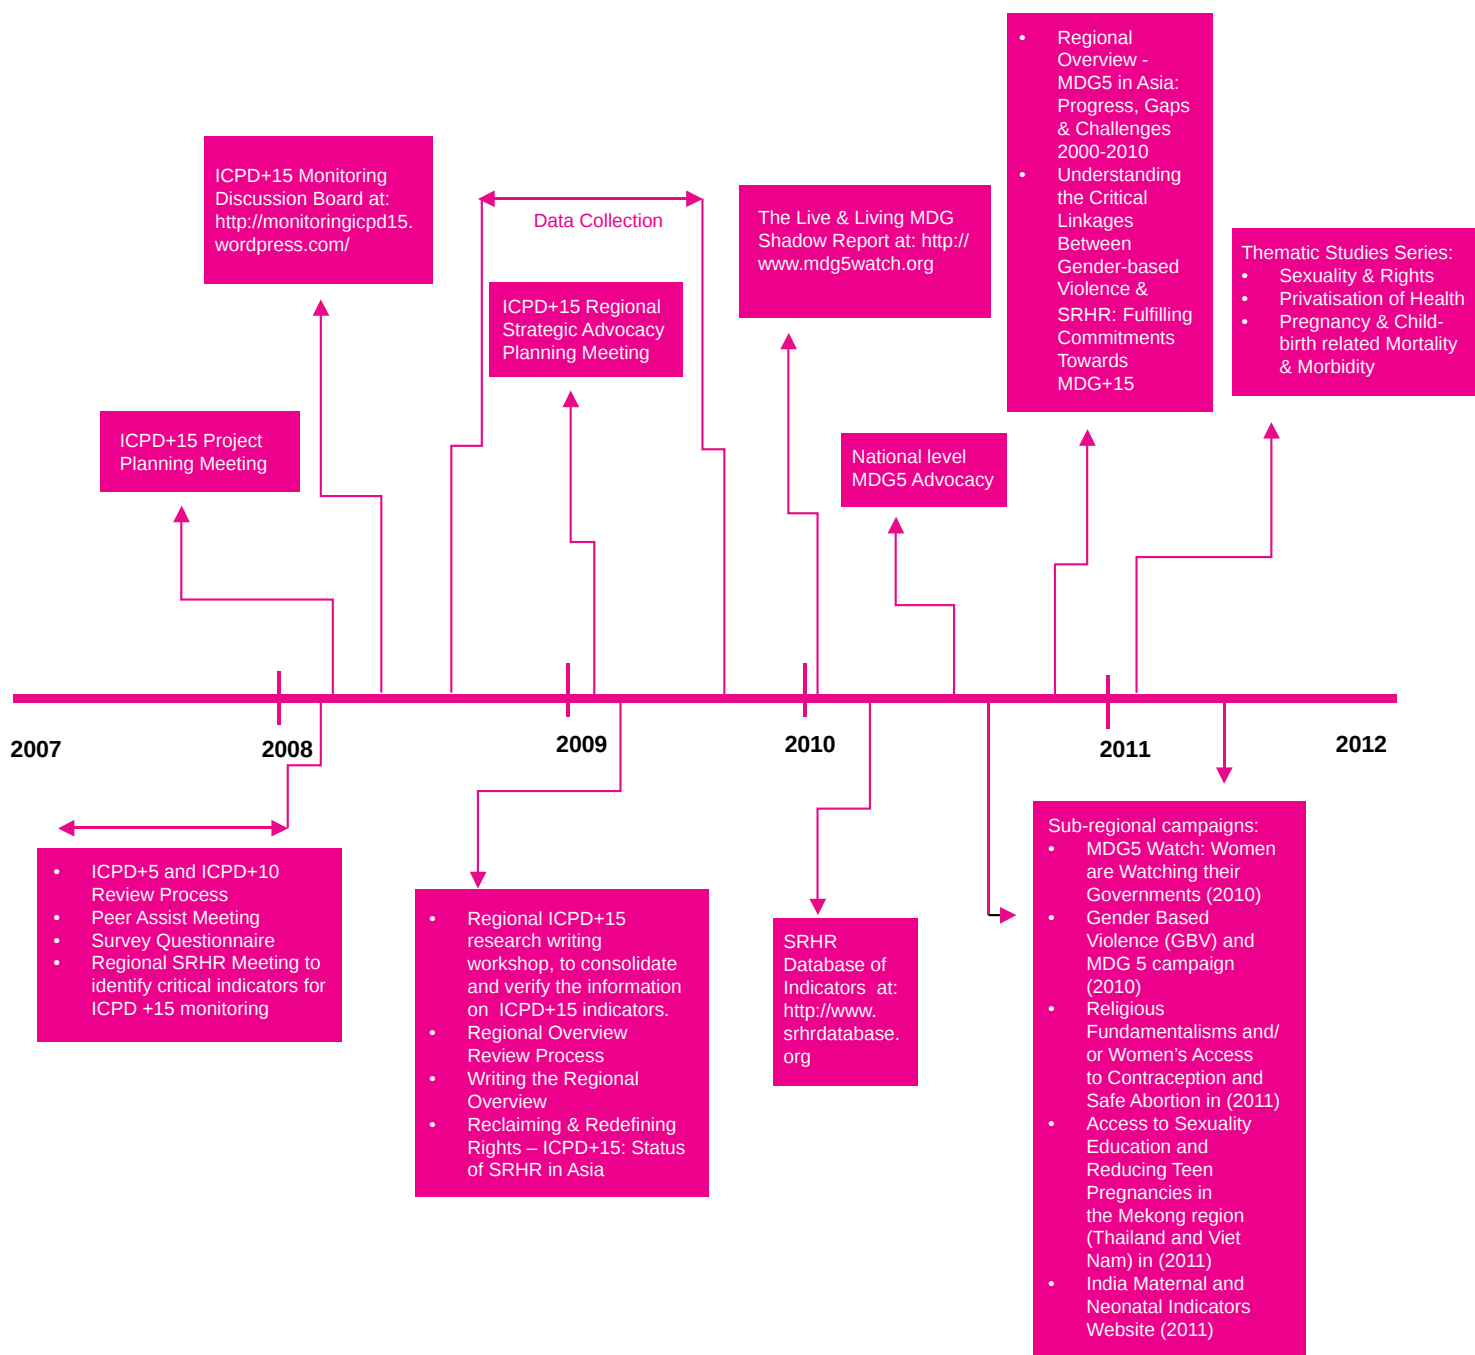 ICPD+15 Monitoring
Discussion Board at:
http://monitoringicpd15.
wordpress.com/
ICPD+15 Project
Planning Meeting
Data Collection
ICPD+15 Regional
Strategic Advocacy
Planning Meeting
The Live & Living MDG
Shadow Report at: http://
www.mdg5watch.org
National level
MDG5 Advocacy
• Regional
Overview -
MDG5 in Asia:
Progress, Gaps
& Challenges
2000-2010
• Understanding
the Critical
Linkages
Between
Gender-based
Violence &
SRHR: Fulfilling
Commitments
Towards
MDG+15
Thematic Studies Series:
• Sexuality & Rights
• Privatisation of Health
• Pregnancy & Child-
birth related Mortality
& Morbidity
2007
2008
2009
2010
2011
2012
• ICPD+5 and ICPD+10
Review Process
• Peer Assist Meeting
• Survey Questionnaire
• Regional SRHR Meeting to
identify critical indicators for
ICPD +15 monitoring
• Regional ICPD+15
research writing
workshop, to consolidate
and verify the information
on  ICPD+15 indicators.
• Regional Overview
Review Process
• Writing the Regional
Overview
• Reclaiming & Redefining
Rights – ICPD+15: Status
of SRHR in Asia
SRHR
Database of
Indicators  at:
http://www.
srhrdatabase.
org
Sub-regional campaigns:
• MDG5 Watch: Women
are Watching their
Governments (2010)
• Gender Based
Violence (GBV) and
MDG 5 campaign
(2010)
• Religious
Fundamentalisms and/
or Women’s Access
to Contraception and
Safe Abortion in (2011)
• Access to Sexuality
Education and
Reducing Teen
Pregnancies in
the Mekong region
(Thailand and Viet
Nam) in (2011)
• India Maternal and
Neonatal Indicators
Website (2011)